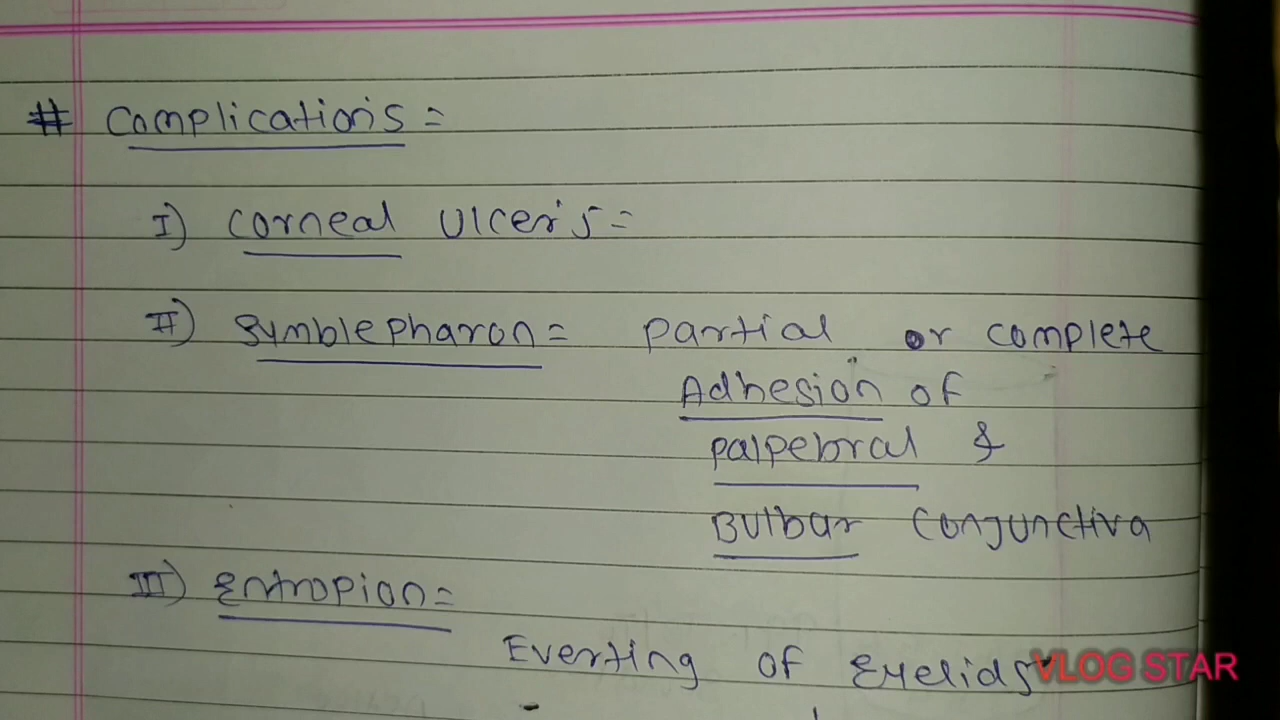 # Complications =
I) Corneal Ulcers =
II) Symblepharon = Partial or complete
Adhesion of
palpebral &
Bulbar Conjunctiva
III) Entropion =
Everting of Eyelids
VLOG STAR